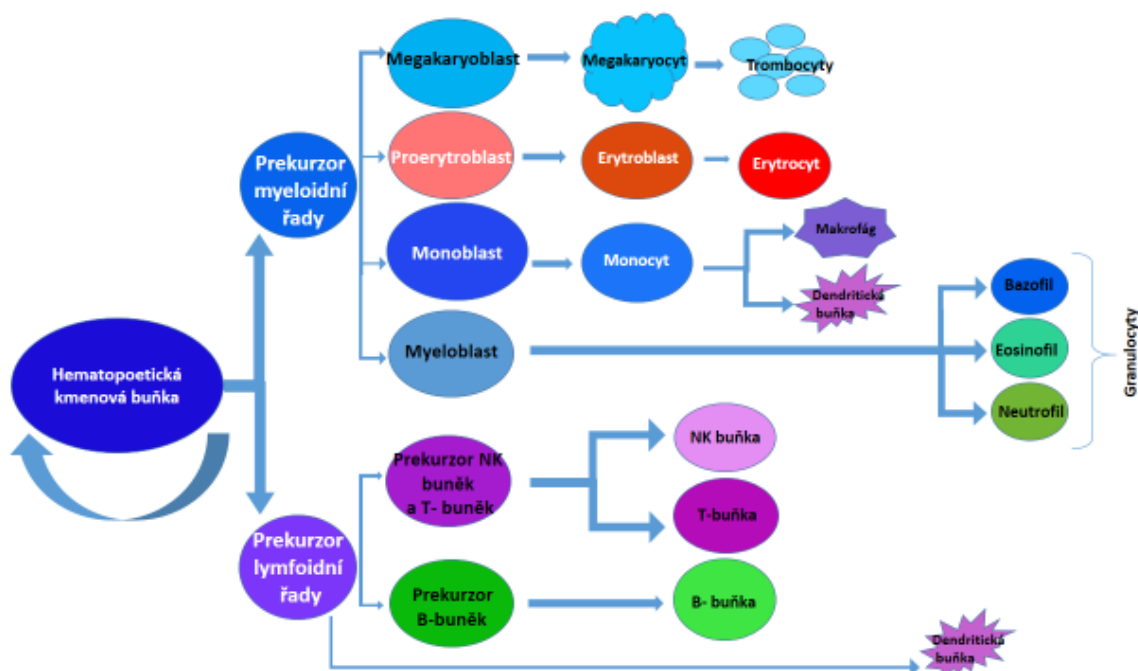 Hematopoetická
kmenová buňka
Prekurzor
myeloidní
řady
Megakaryoblast
Megakaryocyt
Trombocyty
Proerytroblast
Erytroblast
Erytrocyt
Monoblast
Monocyt
Makrofág
Dendritická
buňka
Myeloblast
Bazofil
Eosinofil
Neutrofil
Granulocyty
Prekurzor
lymfoidní
řady
Prekurzor NK
buněk
a T- buněk
NK buňka
T-buňka
Prekurzor
B-buněk
B- buňka
Dendritická
buňka